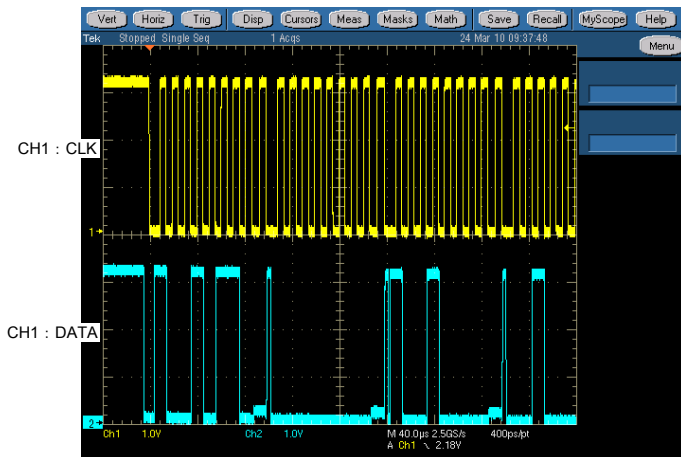 Vert Horiz Trig Disp Cursors Meas Masks Math Save Recall MyScope Help
Tek Stopped Single Seq 1 Acqs 24 Mar 10 09:37:48 Menu
CH1 : CLK
1
CH1 : DATA
2
Ch1 1.0V Ch2 1.0V M 40.0µs 2.5GS/s 400ps/pt
A Ch1 \ 2.18V